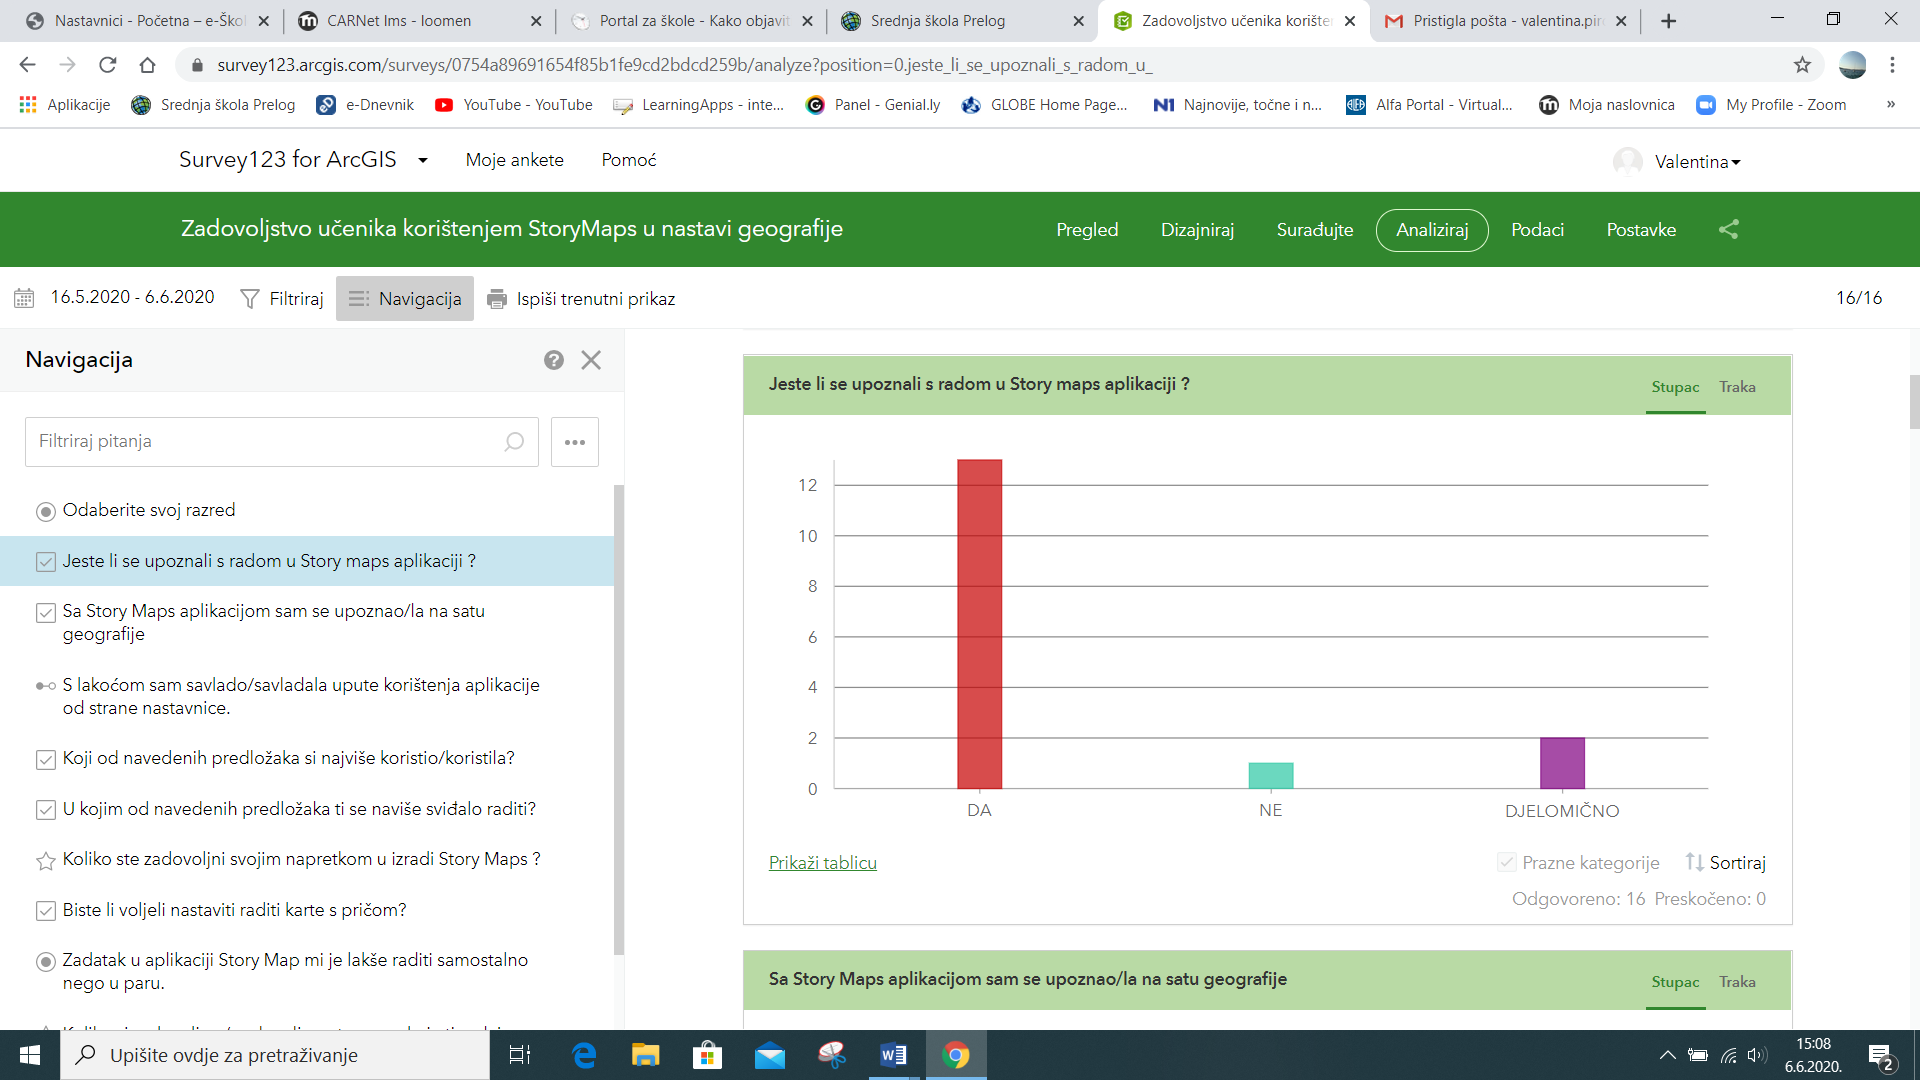 Nastavnici - Početna – e-Ško
CARNet lms - loomen
Portal za škole - Kako objavit
Srednja škola Prelog
Zadovoljstvo učenika korište
Pristigla pošta - valentina.pir
survey123.arcgis.com/surveys/0754a89691654f85b1fe9cd2bdcd259b/analyze?position=0.jeste_li_se_upoznali_s_radom_u_
Aplikacije
Srednja škola Prelog
e-Dnevnik
YouTube - YouTube
LearningApps - inte...
Panel - Genial.ly
GLOBE Home Page...
N1 Najnovije, točne i n...
Alfa Portal - Virtual...
Moja naslovnica
My Profile - Zoom
»
Survey123 for ArcGIS
Moje ankete
Pomoć
Valentina
Zadovoljstvo učenika korištenjem StoryMaps u nastavi geografije
Pregled
Dizajniraj
Surađujte
Analiziraj
Podaci
Postavke
16.5.2020 - 6.6.2020
Filtriraj
Navigacija
Ispiši trenutni prikaz
16/16
Navigacija
Filtriraj pitanja
Odaberite svoj razred
Jeste li se upoznali s radom u Story maps aplikaciji ?
Sa Story Maps aplikacijom sam se upoznao/la na satu
geografije
S lakoćom sam savlado/savladala upute korištenja aplikacije
od strane nastavnice.
Koji od navedenih predložaka si najviše koristio/koristila?
U kojim od navedenih predložaka ti se naviše sviđalo raditi?
Koliko ste zadovoljni svojim napretkom u izradi Story Maps ?
Biste li voljeli nastaviti raditi karte s pričom?
Zadatak u aplikaciji Story Map mi je lakše raditi samostalno
nego u paru.
Jeste li se upoznali s radom u Story maps aplikaciji ?
Stupac
Traka
12
10
8
6
4
2
0
DA
NE
DJELOMIČNO
Prikaži tablicu
Prazne kategorije
Sortiraj
Odgovoreno: 16 Preskočeno: 0
Sa Story Maps aplikacijom sam se upoznao/la na satu geografije
Stupac
Traka
Upišite ovdje za pretraživanje
15:08
6.6.2020.
2